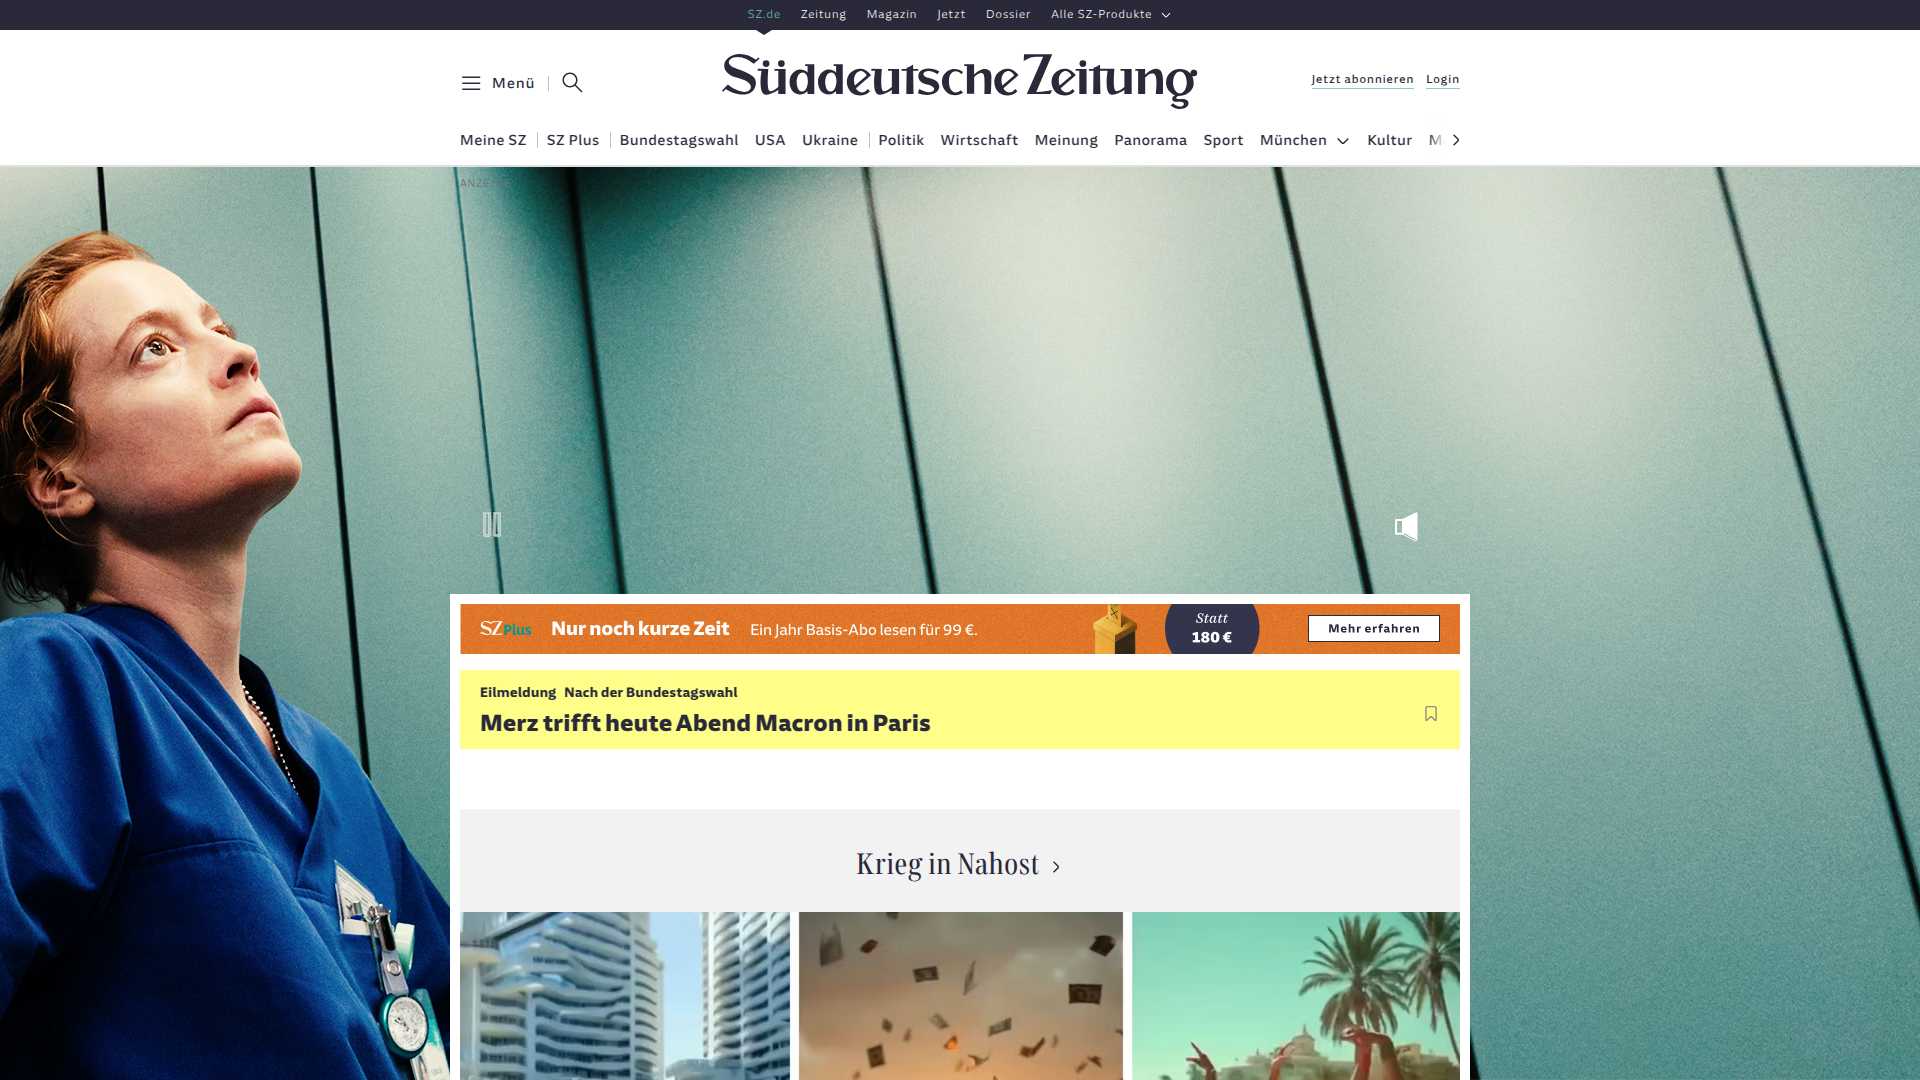 SZ.de Zeitung Magazin Jetzt Dossier Alle SZ-Produkte
Menü
Süddeutsche Zeitung
Jetzt abonnieren Login
Meine SZ SZ Plus Bundestagswahl USA Ukraine Politik Wirtschaft Meinung Panorama Sport München Kultur M
ANZEIGE
SZ Plus Nur noch kurze Zeit Ein Jahr Basis-Abo lesen für 99 €. Statt 180 € Mehr erfahren
Eilmeldung Nach der Bundestagswahl
Merz trifft heute Abend Macron in Paris
Krieg in Nahost